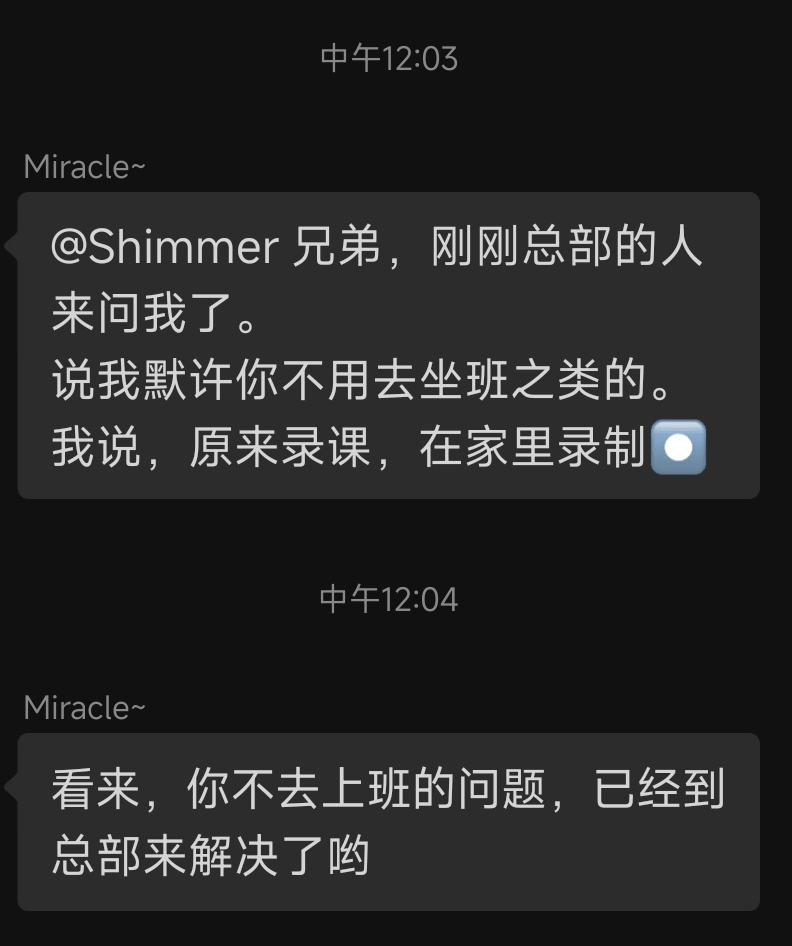 中午12:03
Miracle~
@Shimmer 兄弟，刚刚总部的人
来问我了。
说我默许你不用去坐班之类的。
我说，原来录课，在家里录制⏺️
中午12:04
Miracle~
看来，你不去上班的问题，已经到
总部来解决了哟